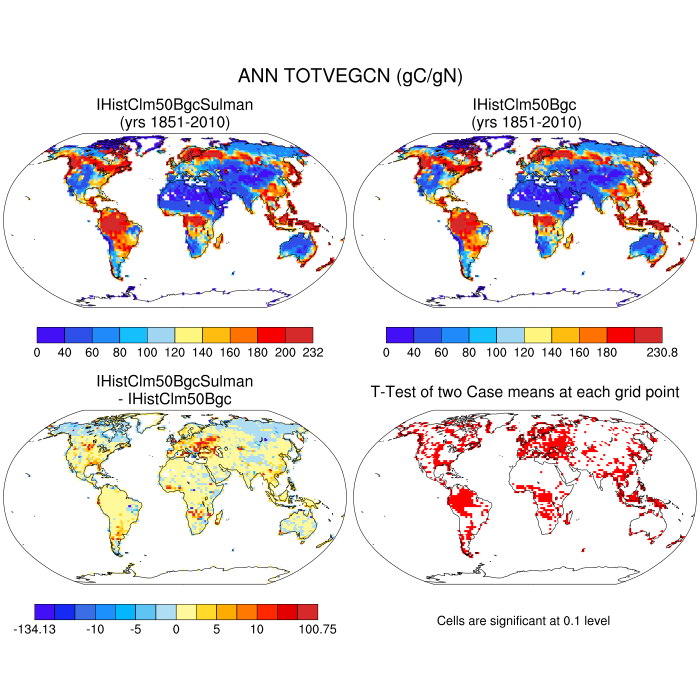 ANN TOTVEGCN (gC/gN)
IHistClm50BgcSulman
(yrs 1851-2010)
IHistClm50Bgc
(yrs 1851-2010)
0 40 60 80 100 120 140 160 180 200 232
0 40 60 80 100 120 140 160 180 230.8
IHistClm50BgcSulman
- IHistClm50Bgc
T-Test of two Case means at each grid point
-134.13 -10 -5 0 5 10 100.75
Cells are significant at 0.1 level